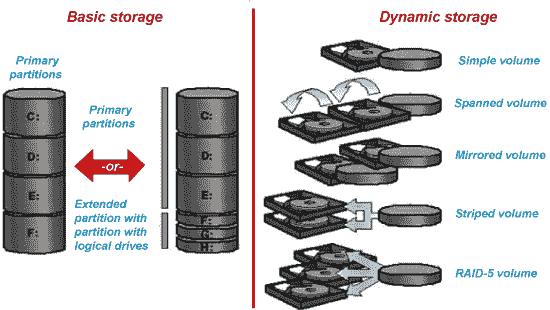 Basic storage
Primary
partitions
C:
D:
E:
F:
Primary
partitions
-or-
Extended
partition with
partition with
logical drives
C:
D:
E:
F:
G:
H:
Dynamic storage
Simple volume
Spanned volume
Mirrored volume
Striped volume
RAID-5 volume